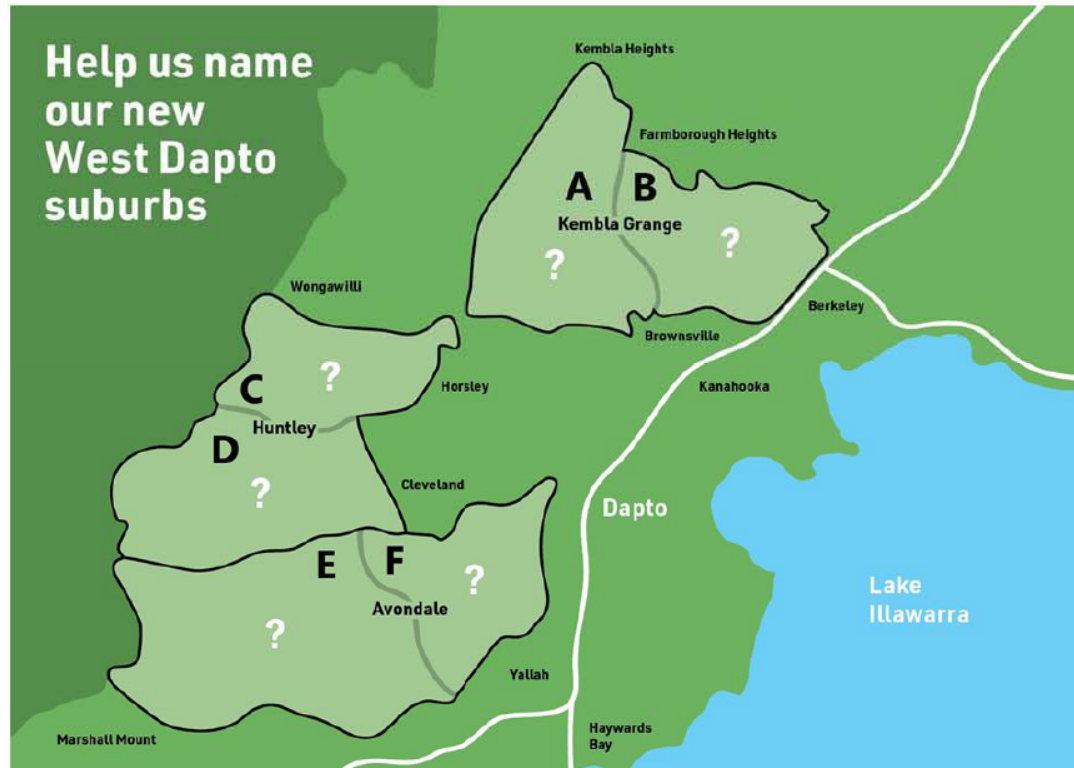 Help us name
our new
West Dapto
suburbs
Kembla Heights
Farmborough Heights
A
B
Kembla Grange
?
?
Wongawilli
Berkeley
Brownsville
C
?
Horsley
Kanahooka
Huntley
D
?
Cleveland
Dapto
E
F
?
Avondale
?
Lake
Illawarra
Yallah
Marshall Mount
Haywards
Bay